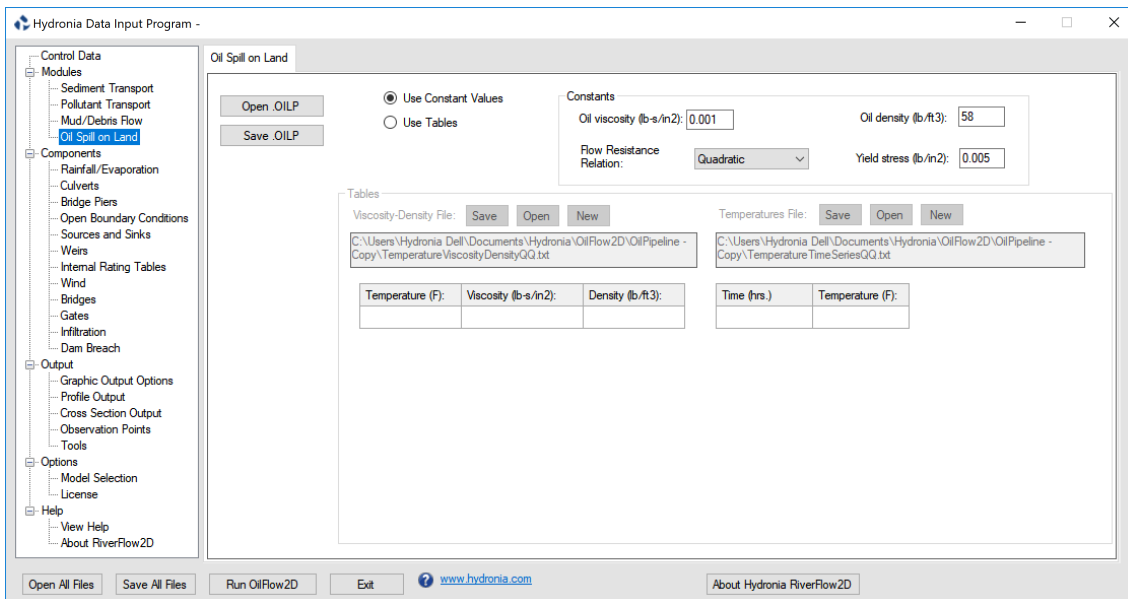 Hydronia Data Input Program -
Control Data
Modules
Sediment Transport
Pollutant Transport
Mud/Debris Flow
Oil Spill on Land
Components
Rainfall/Evaporation
Culverts
Bridge Piers
Open Boundary Conditions
Sources and Sinks
Weirs
Internal Rating Tables
Wind
Bridges
Gates
Infiltration
Dam Breach
Output
Graphic Output Options
Profile Output
Cross Section Output
Observation Points
Tools
Options
Model Selection
License
Help
View Help
About RiverFlow2D
Oil Spill on Land
Open .OILP
Save .OILP
Use Constant Values
Use Tables
Constants
Oil viscosity (lb-s/in2): 0.001
Oil density (lb/ft3): 58
Flow Resistance
Relation: Quadratic
Yield stress (lb/in2): 0.005
Tables
Viscosity-Density File: Save Open New
C:\Users\Hydronia Dell\Documents\Hydronia\OilFlow2D\OilPipeline -
Copy\TemperatureViscosityDensityQQ.txt
Temperature (F): Viscosity (lb-s/in2): Density (lb/ft3):
Temperatures File: Save Open New
C:\Users\Hydronia Dell\Documents\Hydronia\OilFlow2D\OilPipeline -
Copy\TemperatureTimeSeriesQQ.txt
Time (hrs.) Temperature (F):
Open All Files Save All Files Run OilFlow2D Exit ? www.hydronia.com About Hydronia RiverFlow2D